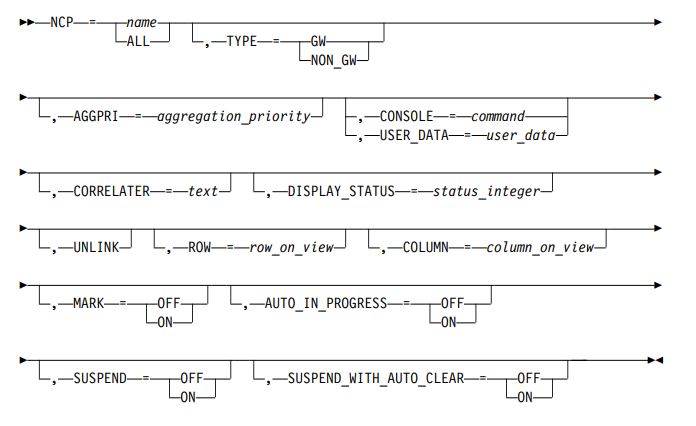 NCP = name
ALL
, TYPE = GW
NON_GW
, AGGPRI = aggregation_priority , CONSOLE = command
, USER_DATA = user_data
, CORRELATER = text , DISPLAY_STATUS = status_integer
, UNLINK , ROW = row_on_view , COLUMN = column_on_view
, MARK = OFF , AUTO_IN_PROGRESS = OFF
ON ON
, SUSPEND = OFF , SUSPEND_WITH_AUTO_CLEAR = OFF
ON ON